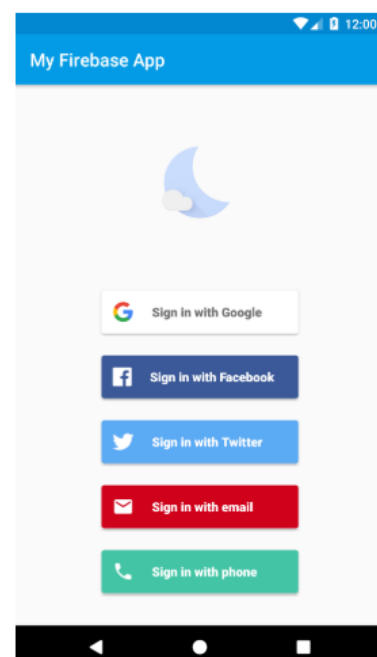 12:00
My Firebase App
Sign in with Google
Sign in with Facebook
Sign in with Twitter
Sign in with email
Sign in with phone